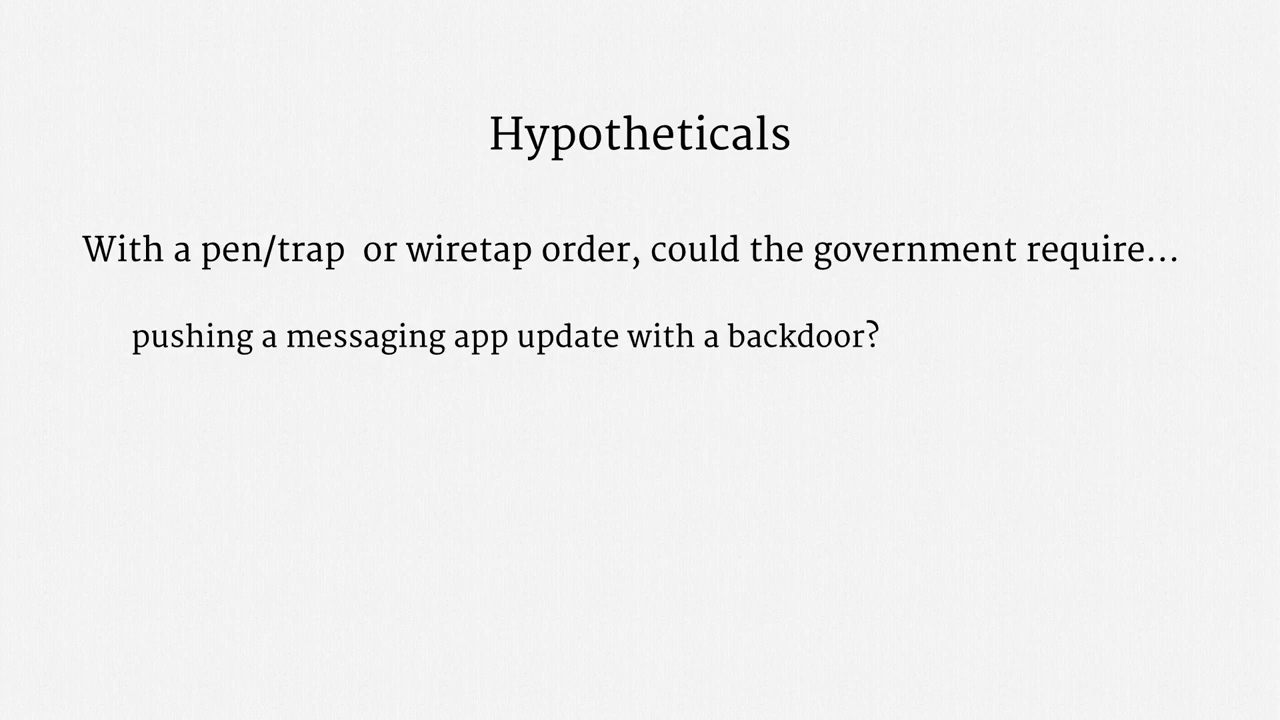 Hypotheticals
With a pen/trap or wiretap order, could the government require...
pushing a messaging app update with a backdoor?